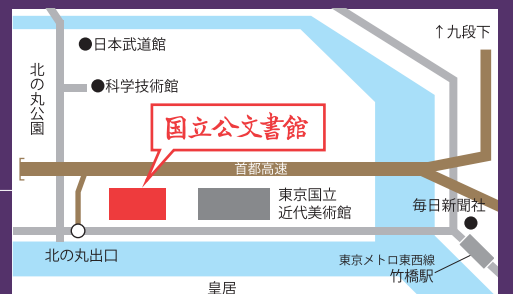 ↑九段下
●日本武道館
北の丸公園
●科学技術館
国立公文書館
首都高速
東京国立
近代美術館
毎日新聞社
北の丸出口
東京メトロ東西線
竹橋駅
皇居